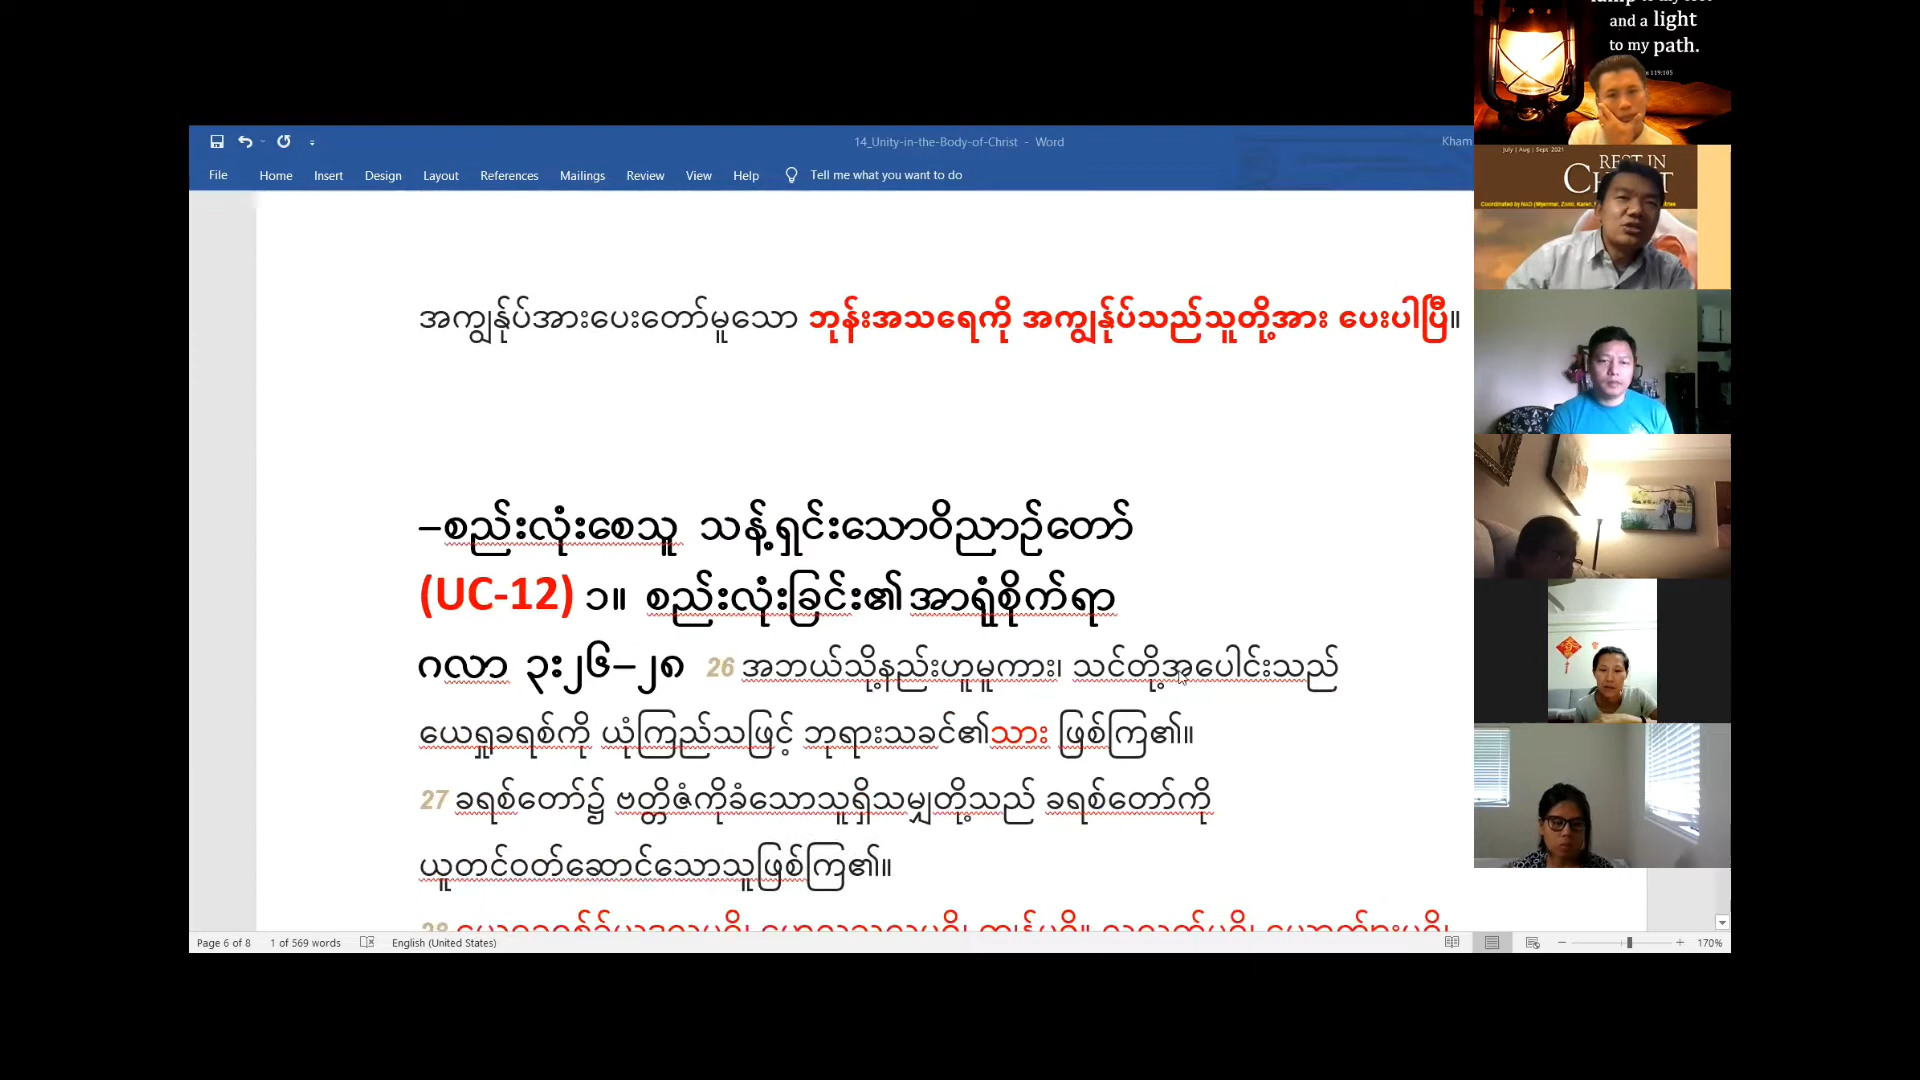 and a light
to my path.
14_Unity-in-the-Body-of-Christ - Word
Kham
File Home Insert Design Layout References Mailings Review View Help Tell me what you want to do
July | Aug | Sept 2021
REST IN
အကျွန်ုပ်အားပေးတော်မူသော ဘုန်းအသရေကို အကျွန်ုပ်သည်သူတို့အား ပေးပါပြီ။
–စည်းလုံးစေသူ သန့်ရှင်းသောဝိညာဉ်တော်
(UC-12) ၁။ စည်းလုံးခြင်း၏အာရုံစိုက်ရာ
ဂလာ ၃:၂၆–၂၈ 26 အဘယ်သို့နည်းဟူမူကား၊ သင်တို့အပေါင်းသည်
ယေရှုခရစ်ကို ယုံကြည်သဖြင့် ဘုရားသခင်၏သား ဖြစ်ကြ၏။
27 ခရစ်တော်၌ ဗတ္တိဇံကိုခံသောသူရှိသမျှတို့သည် ခရစ်တော်ကို
ယူတင်ဝတ်ဆောင်သောသူဖြစ်ကြ၏။
Page 6 of 8 1 of 569 words English (United States) 170%